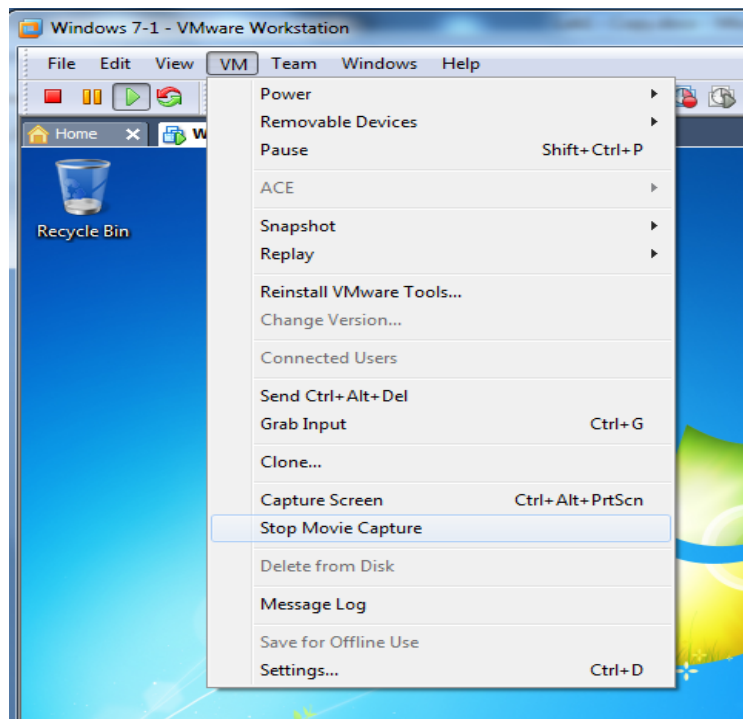 Windows 7-1 - VMware Workstation
File Edit View VM Team Windows Help
Home W
Recycle Bin
Power
Removable Devices
Pause Shift+Ctrl+P
ACE
Snapshot
Replay
Reinstall VMware Tools...
Change Version...
Connected Users
Send Ctrl+Alt+Del
Grab Input Ctrl+G
Clone...
Capture Screen Ctrl+Alt+PrtScn
Stop Movie Capture
Delete from Disk
Message Log
Save for Offline Use
Settings... Ctrl+D